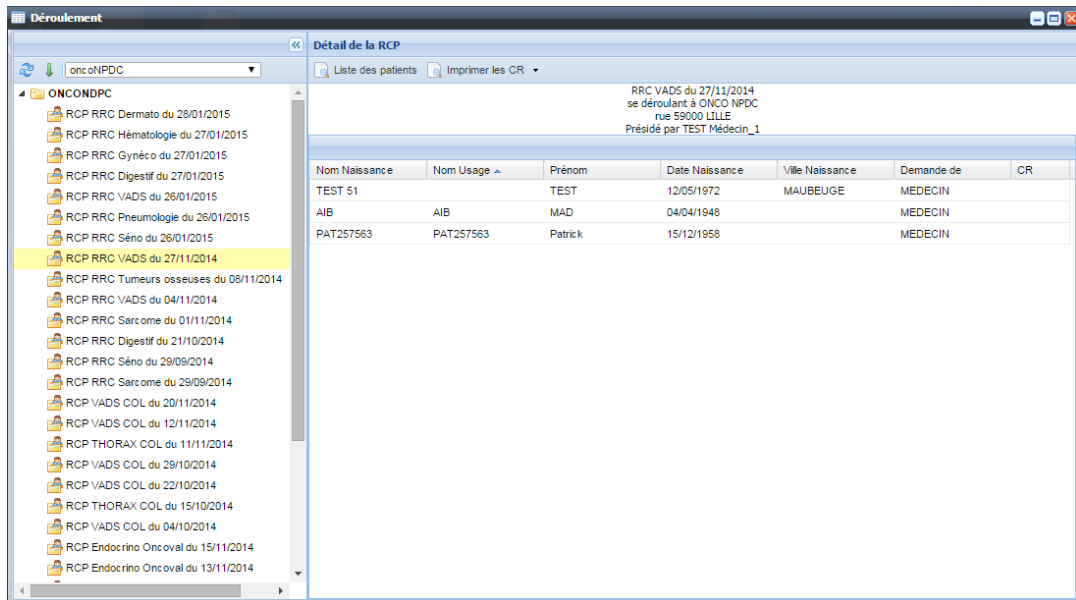 Déroulement
oncoNPDC
ONCONDPC
RCP RRC Dermato du 28/01/2015
RCP RRC Hématologie du 27/01/2015
RCP RRC Gynéco du 27/01/2015
RCP RRC Digestif du 27/01/2015
RCP RRC VADS du 26/01/2015
RCP RRC Pneumologie du 26/01/2015
RCP RRC Séno du 26/01/2015
RCP RRC VADS du 27/11/2014
RCP RRC Tumeurs osseuses du 08/11/2014
RCP RRC VADS du 04/11/2014
RCP RRC Sarcome du 01/11/2014
RCP RRC Digestif du 21/10/2014
RCP RRC Séno du 29/09/2014
RCP RRC Sarcome du 29/09/2014
RCP VADS COL du 20/11/2014
RCP VADS COL du 12/11/2014
RCP THORAX COL du 11/11/2014
RCP VADS COL du 29/10/2014
RCP VADS COL du 22/10/2014
RCP THORAX COL du 15/10/2014
RCP VADS COL du 04/10/2014
RCP Endocrino Oncoval du 15/11/2014
RCP Endocrino Oncoval du 13/11/2014
Détail de la RCP
Liste des patients Imprimer les CR
RRC VADS du 27/11/2014
se déroulant à ONCO NPDC
rue 59000 LILLE
Présidé par TEST Médecin_1
Nom Naissance Nom Usage Prénom Date Naissance Ville Naissance Demande de CR
TEST 51 TEST 12/05/1972 MAUBEUGE MEDECIN
AIB AIB MAD 04/04/1948 MEDECIN
PAT257563 PAT257563 Patrick 15/12/1958 MEDECIN